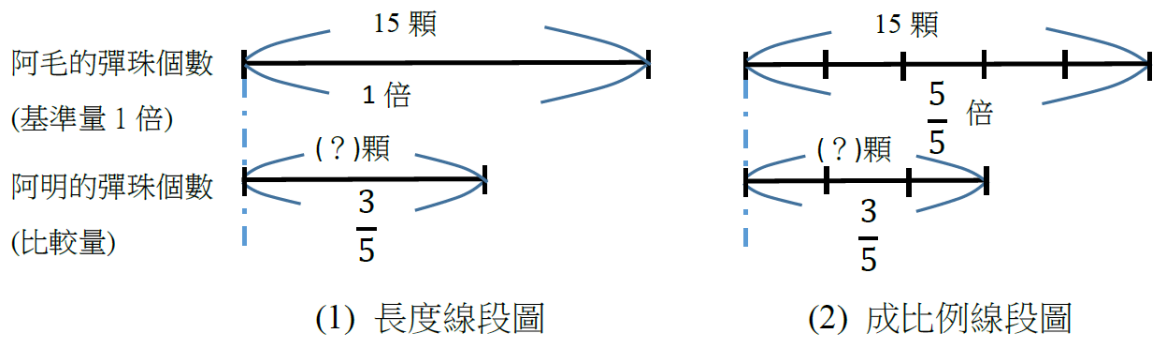 15 顆
15 顆
阿毛的彈珠個數
(基準量 1 倍)
1 倍
5/5 倍
(？)顆
(？)顆
阿明的彈珠個數
(比較量)
3/5
3/5
(1) 長度線段圖
(2) 成比例線段圖